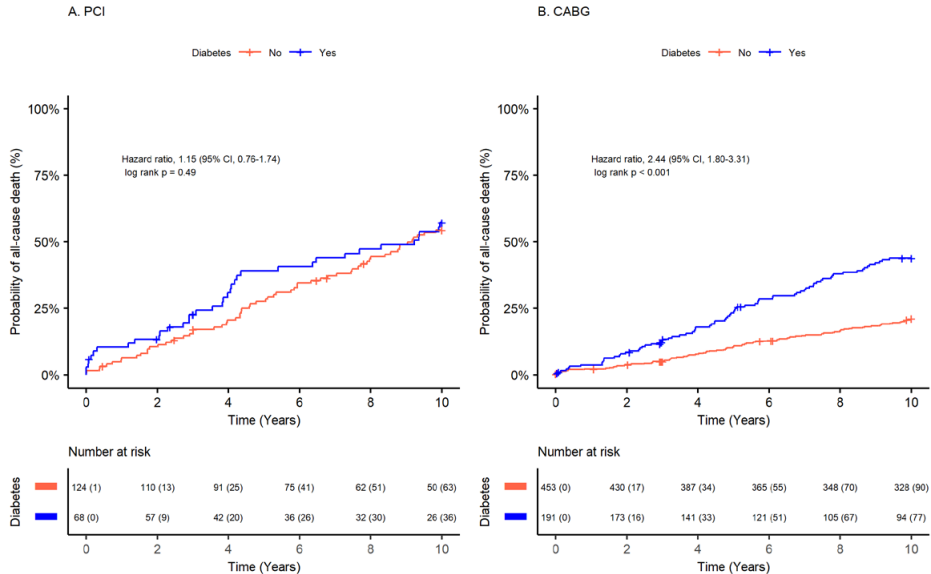 A. PCI
Diabetes No Yes
100%
75%
50%
25%
0%
Probability of all-cause death (%)
Hazard ratio, 1.15 (95% CI, 0.76-1.74)
log rank p = 0.49
0 2 4 6 8 10
Time (Years)
Number at risk
Diabetes
124 (1) 110 (13) 91 (25) 75 (41) 62 (51) 50 (63)
68 (0) 57 (9) 42 (20) 36 (26) 32 (30) 26 (36)
0 2 4 6 8 10
Time (Years)
B. CABG
Diabetes No Yes
100%
75%
50%
25%
0%
Probability of all-cause death (%)
Hazard ratio, 2.44 (95% CI, 1.80-3.31)
log rank p < 0.001
0 2 4 6 8 10
Time (Years)
Number at risk
Diabetes
453 (0) 430 (17) 387 (34) 365 (55) 348 (70) 328 (90)
191 (0) 173 (16) 141 (33) 121 (51) 105 (67) 94 (77)
0 2 4 6 8 10
Time (Years)